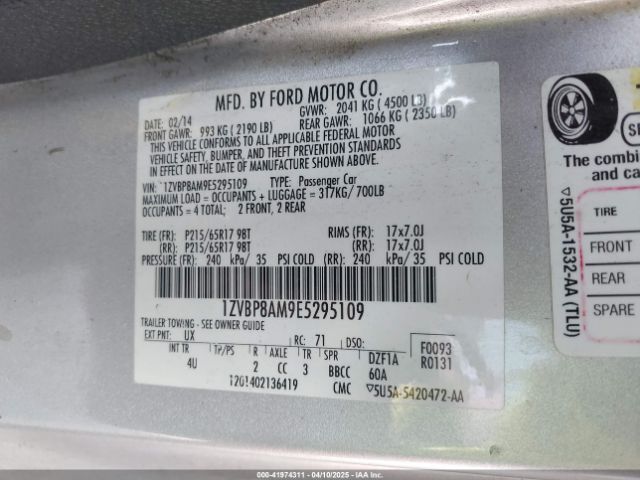 MFD. BY FORD MOTOR CO.
DATE: 02/14 GVWR: 2041 KG (4500 LB)
FRONT GAWR: 993 KG (2190 LB) REAR GAWR: 1066 KG (2350 LB)
THIS VEHICLE CONFORMS TO ALL APPLICABLE FEDERAL MOTOR
VEHICLE SAFETY, BUMPER, AND THEFT PREVENTION STANDARDS
IN EFFECT ON THE DATE OF MANUFACTURE SHOWN ABOVE.
VIN: 1ZVBP8AM9E5295109 TYPE: Passenger Car
MAXIMUM LOAD = OCCUPANTS + LUGGAGE = 317KG/ 700LB
OCCUPANTS = 4 TOTAL; 2 FRONT, 2 REAR
TIRE (FR): P215/65R17 98T RIMS (FR): 17x7.0J
(RR): P215/65R17 98T (RR): 17x7.0J
PRESSURE (FR): 240 kPa/ 35 PSI COLD (RR): 240 kPa/ 35 PSI COLD
1ZVBP8AM9E5295109
TRAILER TOWING - SEE OWNER GUIDE
EXT PNT: UX RC: 71 DSO: F0093
INT TR TP/PS R AXLE TR SPR DZF1A R0131
4U 2 CC 3 BBCC 60A
12G1402136419 CMC ▽5U5A-5420472-AA
The combi
and ca
TIRE
FRONT
REAR
SPARE
▽5U5A-1532-AA (TLU)
000-41974311 - 04/10/2025 - IAAI.COM